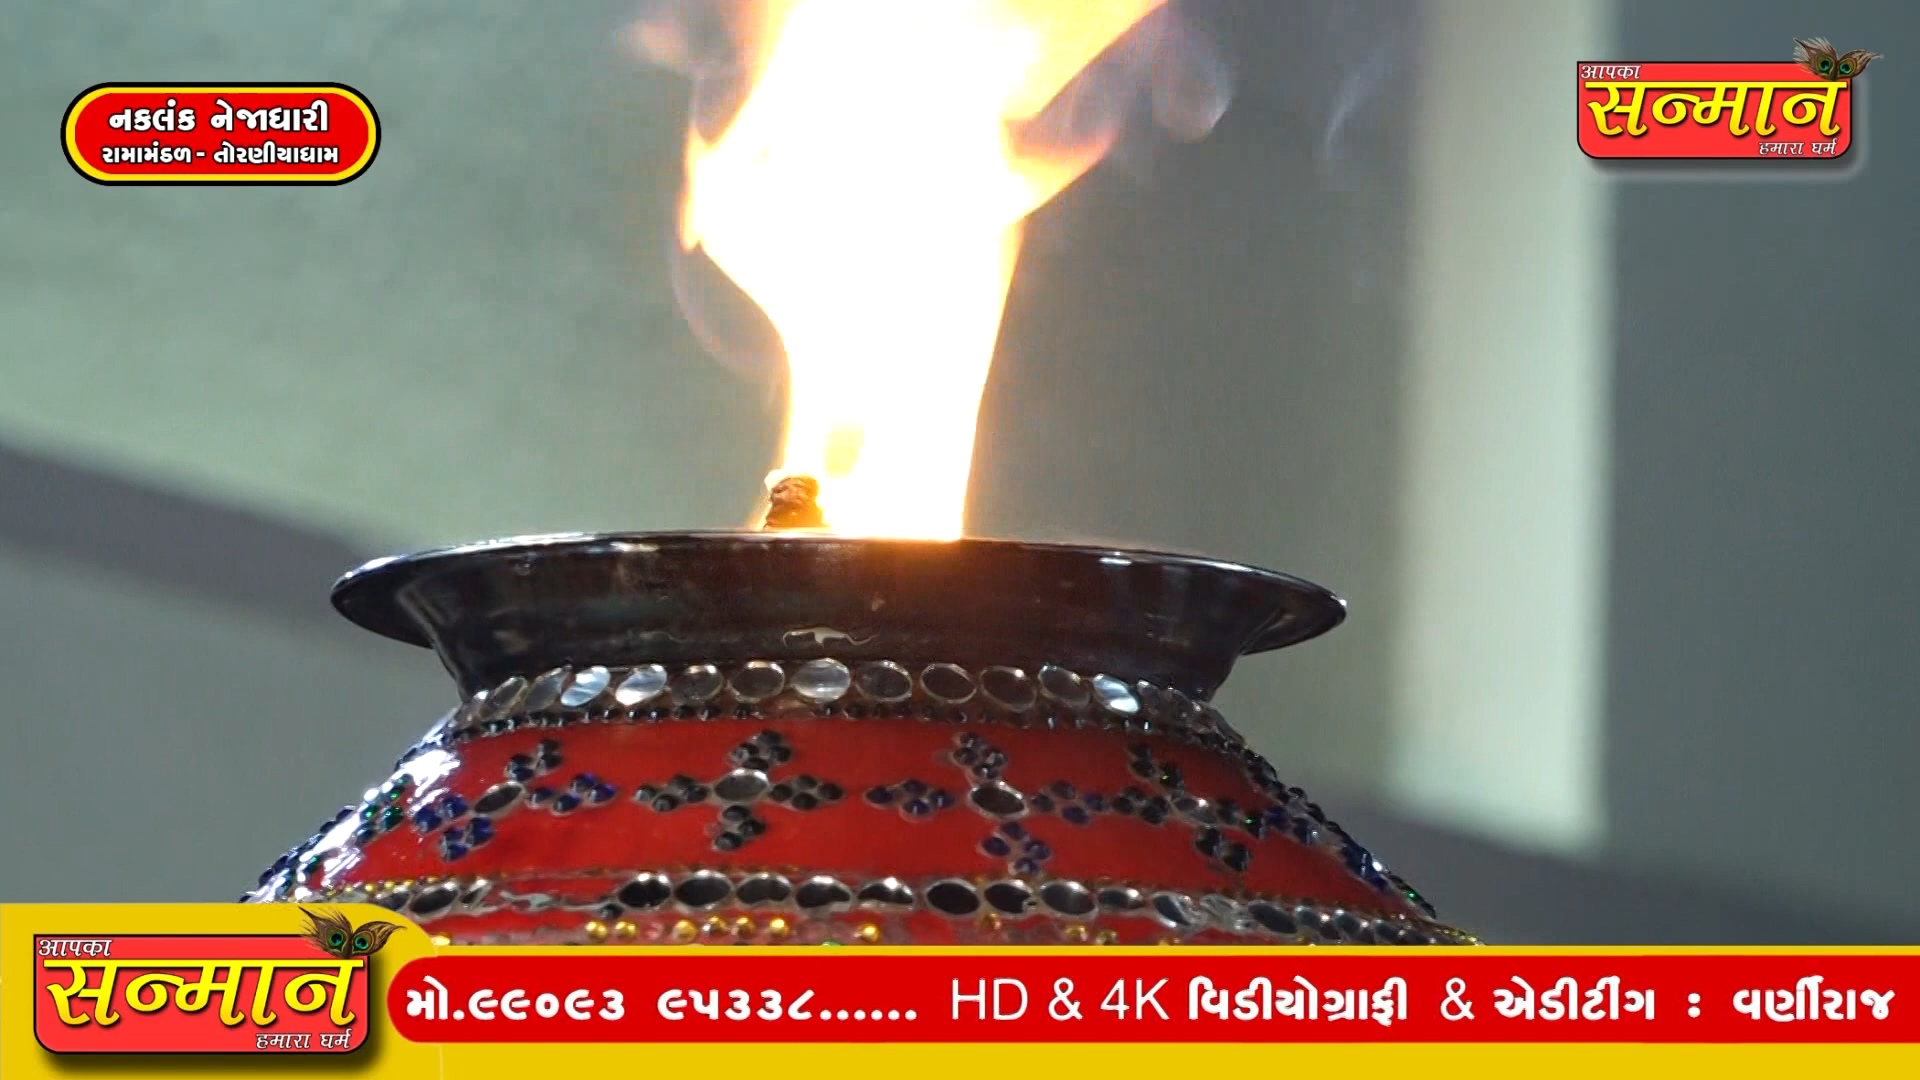 નકલંક નેજાધારી
રામામંડળ - તોરણીયાધામ
आपका
सन्मान
हमारा धर्म
आपका
सन्मान
हमारा धर्म
મો.૯૯૦૯૩ ૯૫૩૩૮...... HD & 4K વિડીયોગ્રાફી & એડીટીંગ : વર્ણીરાજ